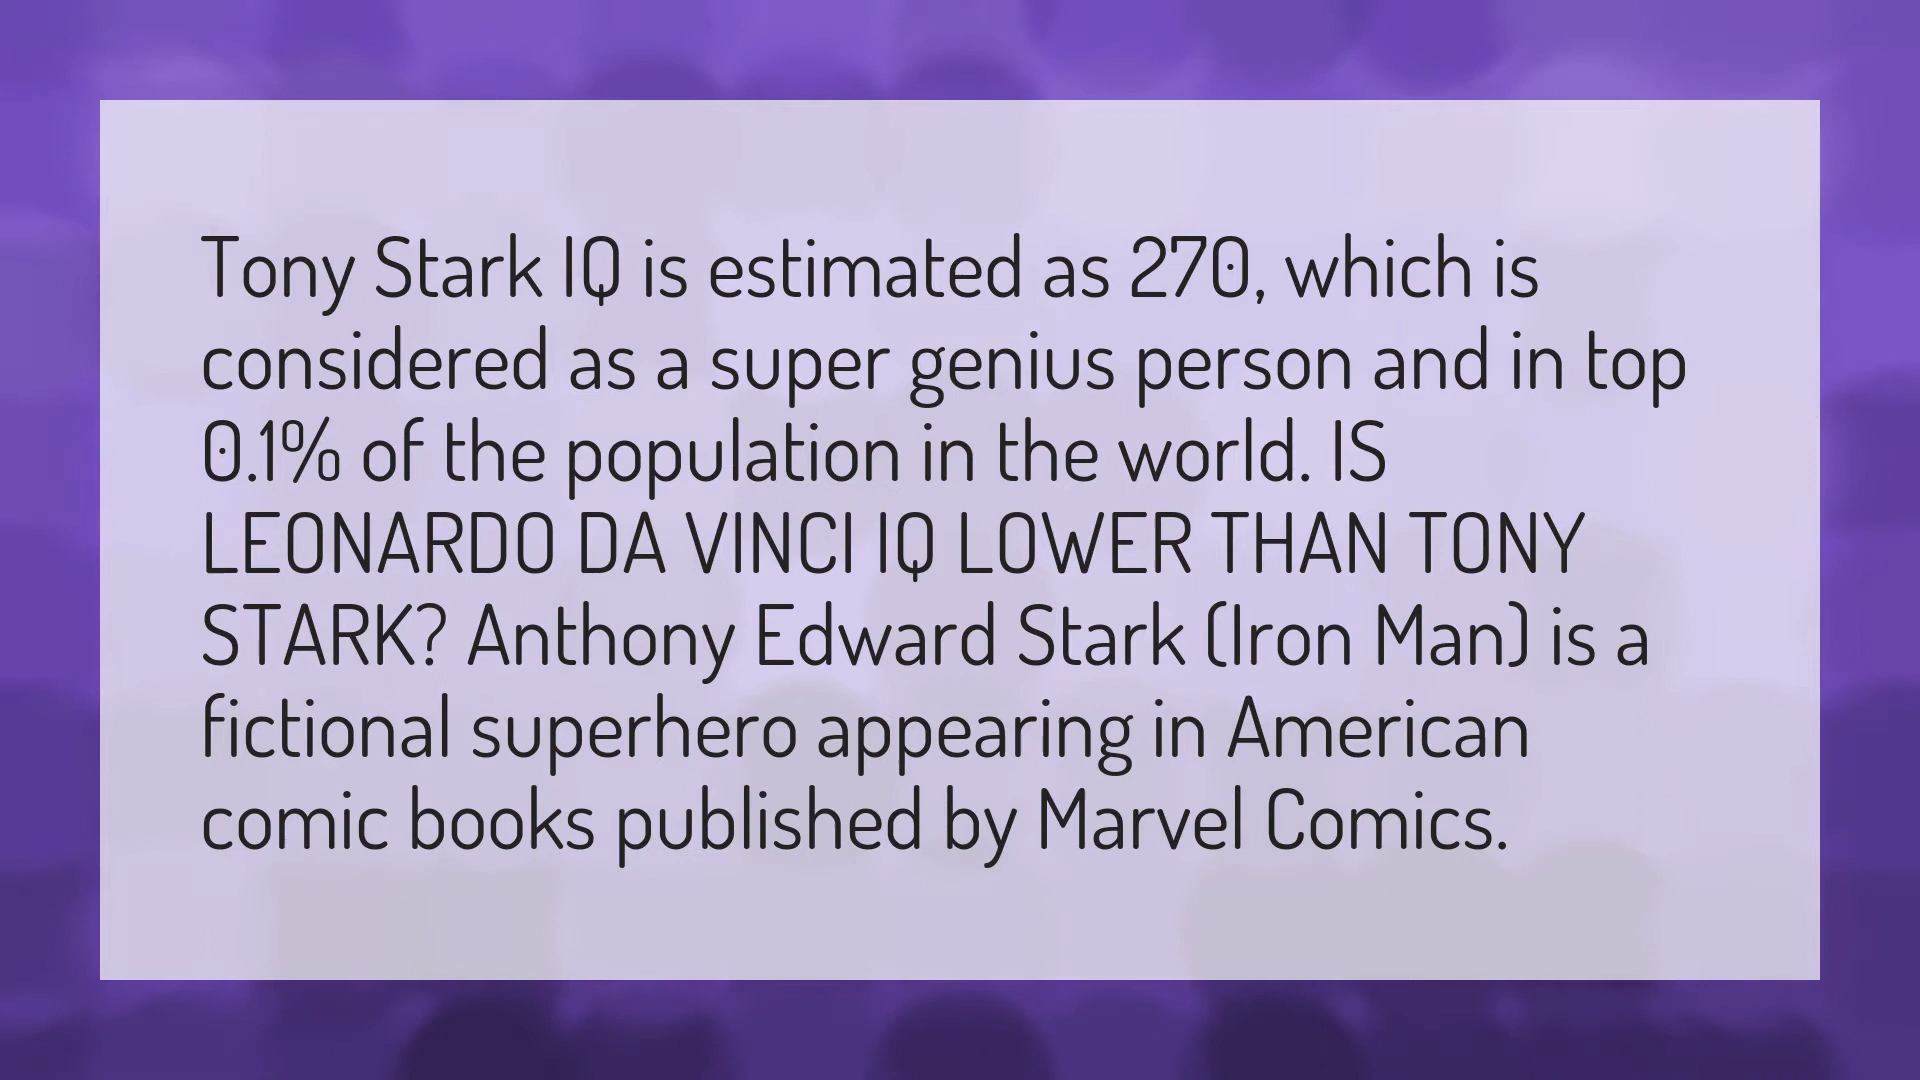 Tony Stark IQ is estimated as 270, which is
considered as a super genius person and in top
0.1% of the population in the world. IS
LEONARDO DA VINCI IQ LOWER THAN TONY
STARK? Anthony Edward Stark (Iron Man) is a
fictional superhero appearing in American
comic books published by Marvel Comics.